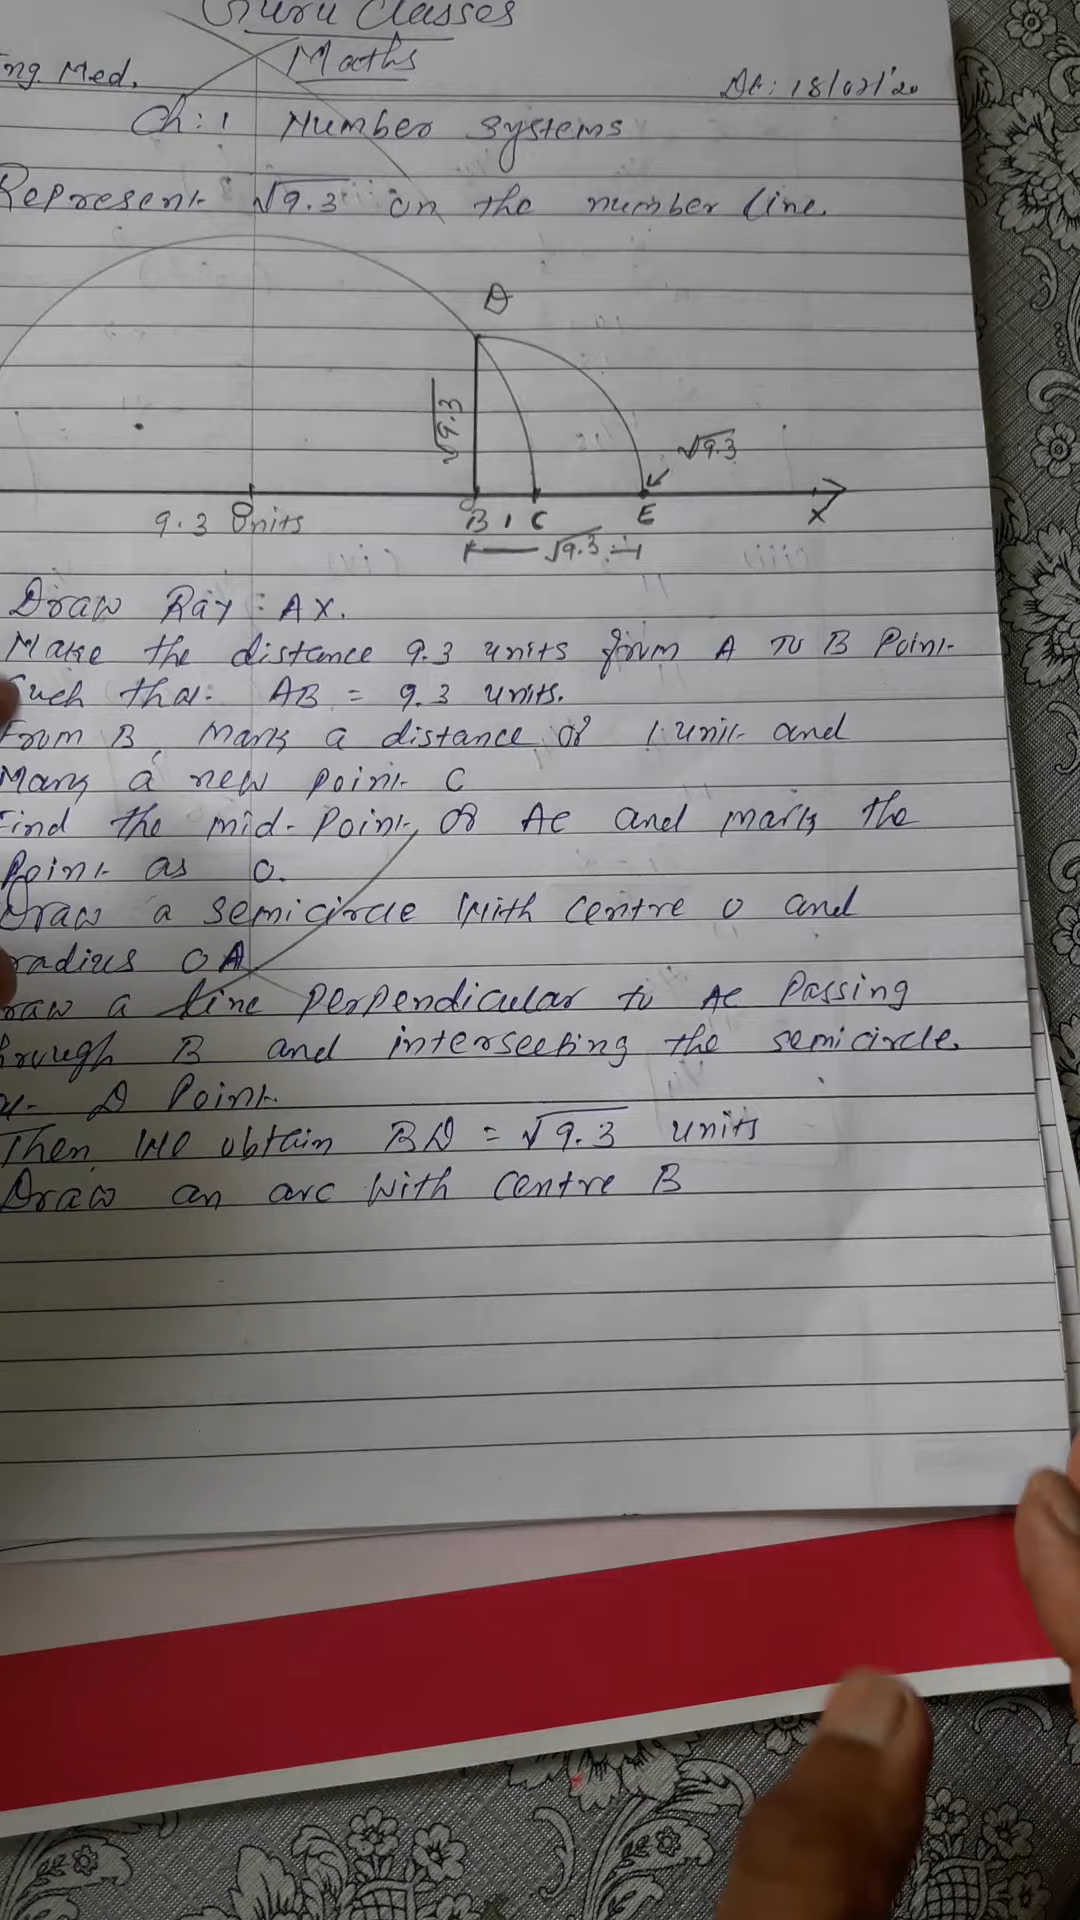 Guru Classes
Maths
Eng. Med.
Dt: 18/07/'20
Ch: 1 Number Systems
Represent √9.3 on the number line.
D
√9.3
√9.3
9.3 Units
O
B 1 C E X
√9.3
Draw Ray: AX.
Make the distance 9.3 units from A to B Point
Such that AB = 9.3 units.
From B, Mark a distance of 1 unit and
Mark a new point C
Find the mid-point of AC and mark the
Point as O.
Draw a semicircle with centre O and
radius OA
raw a line perpendicular to AC Passing
hrough B and intersecting the semicircle
D Point.
Then we obtain BD = √9.3 units
Draw an arc with centre B